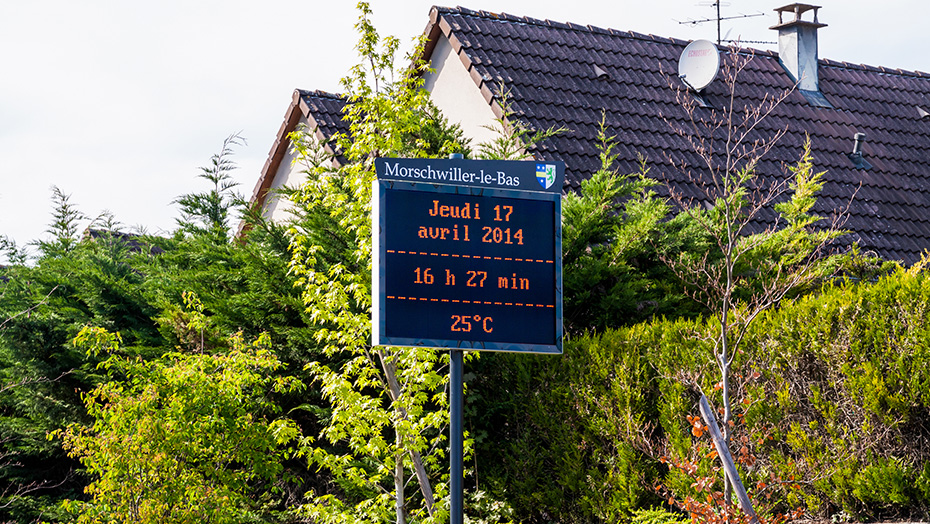 Morschwiller-le-Bas
Jeudi 17
avril 2014
16 h 27 min
25°C